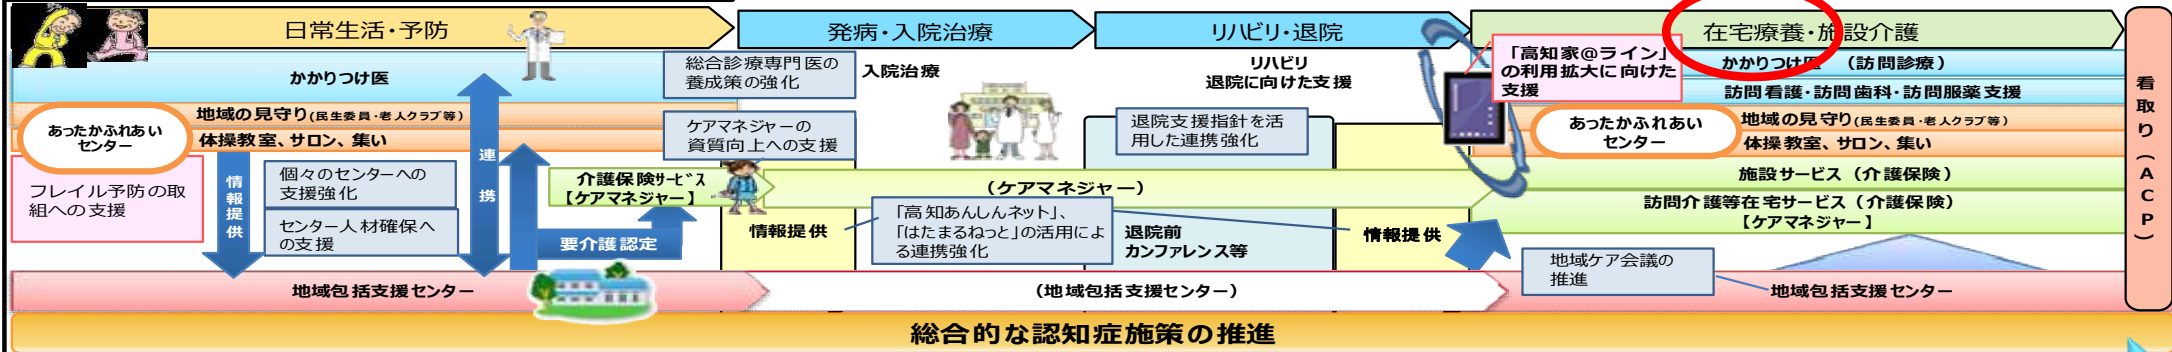 日常生活・予防
発病・入院治療
リハビリ・退院
在宅療養・施設介護
かかりつけ医
総合診療専門医の
養成策の強化
入院治療
リハビリ
退院に向けた支援
「高知家@ライン」
の利用拡大に向けた
支援
かかりつけ医 (訪問診療)
訪問看護・訪問歯科・訪問服薬支援
地域の見守り(民生委員・老人クラブ等)
体操教室、サロン、集い
あったかふれあい
センター
ケアマネジャーの
資質向上への支援
退院支援指針を活
用した連携強化
あったかふれあい
センター
地域の見守り(民生委員・老人クラブ等)
体操教室、サロン、集い
フレイル予防の取
組への支援
情報提供
個々のセンターへの
支援強化
センター人材確保へ
の支援
連携
介護保険サービス
【ケアマネジャー】
要介護認定
(ケアマネジャー)
情報提供
「高知あんしんネット」、
「はたまるねっと」の活用によ
る連携強化
退院前
カンファレンス等
情報提供
施設サービス(介護保険)
訪問介護等在宅サービス(介護保険)
【ケアマネジャー】
地域ケア会議の
推進
地域包括支援センター
(地域包括支援センター)
地域包括支援センター
看取り(ACP)
総合的な認知症施策の推進